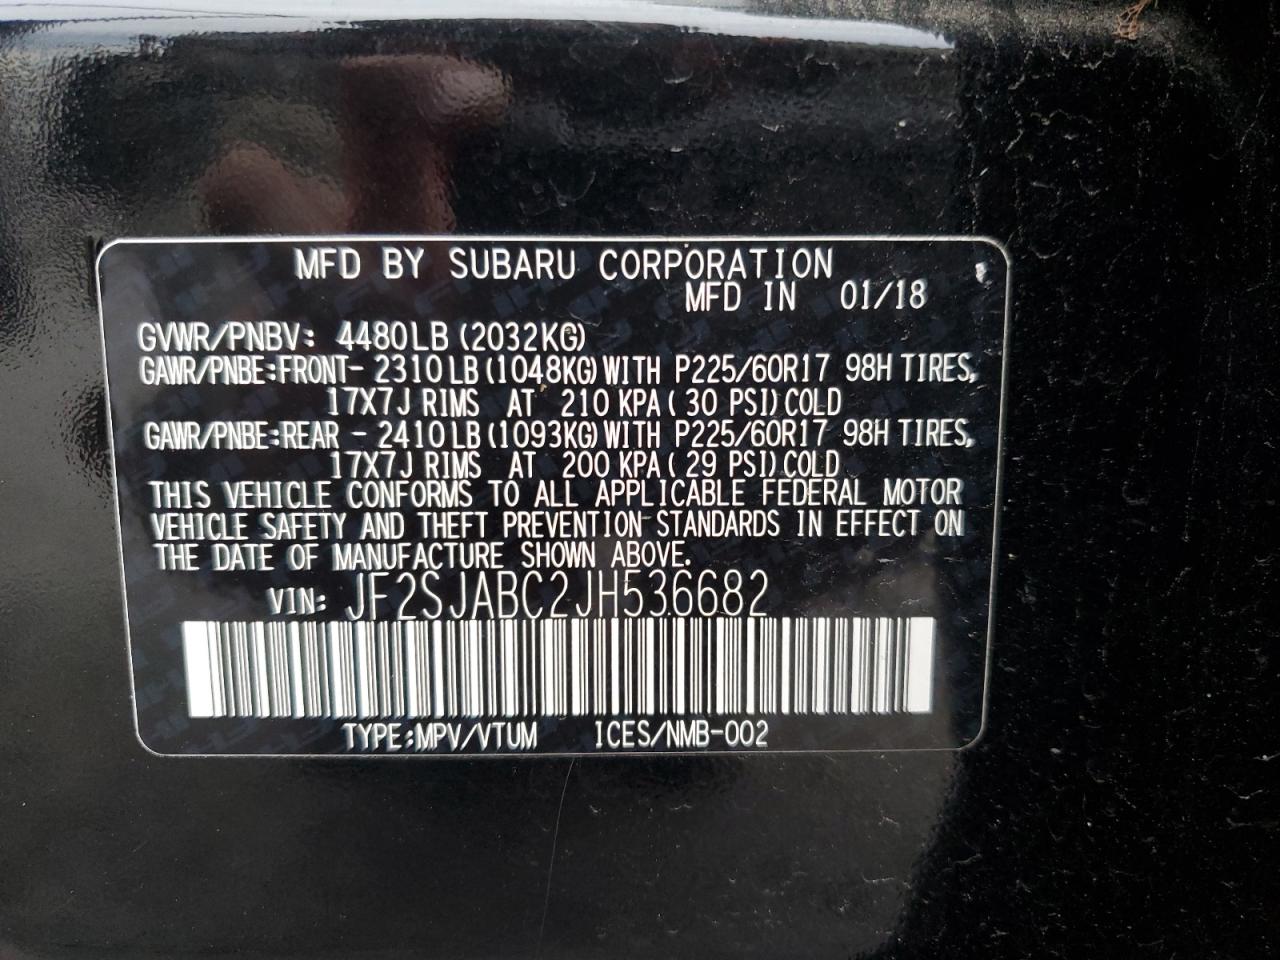 MFD BY SUBARU CORPORATION
MFD IN 01/18
GVWR/PNBV: 4480LB (2032KG)
GAWR/PNBE:FRONT- 2310LB (1048KG) WITH P225/60R17 98H TIRES,
17X7J RIMS AT 210 KPA ( 30 PSI) COLD
GAWR/PNBE:REAR - 2410LB (1093KG) WITH P225/60R17 98H TIRES,
17X7J RIMS AT 200 KPA ( 29 PSI) COLD
THIS VEHICLE CONFORMS TO ALL APPLICABLE FEDERAL MOTOR
VEHICLE SAFETY AND THEFT PREVENTION STANDARDS IN EFFECT ON
THE DATE OF MANUFACTURE SHOWN ABOVE.
VIN: JF2SJABC2JH536682
TYPE:MPV/VTUM ICES/NMB-002